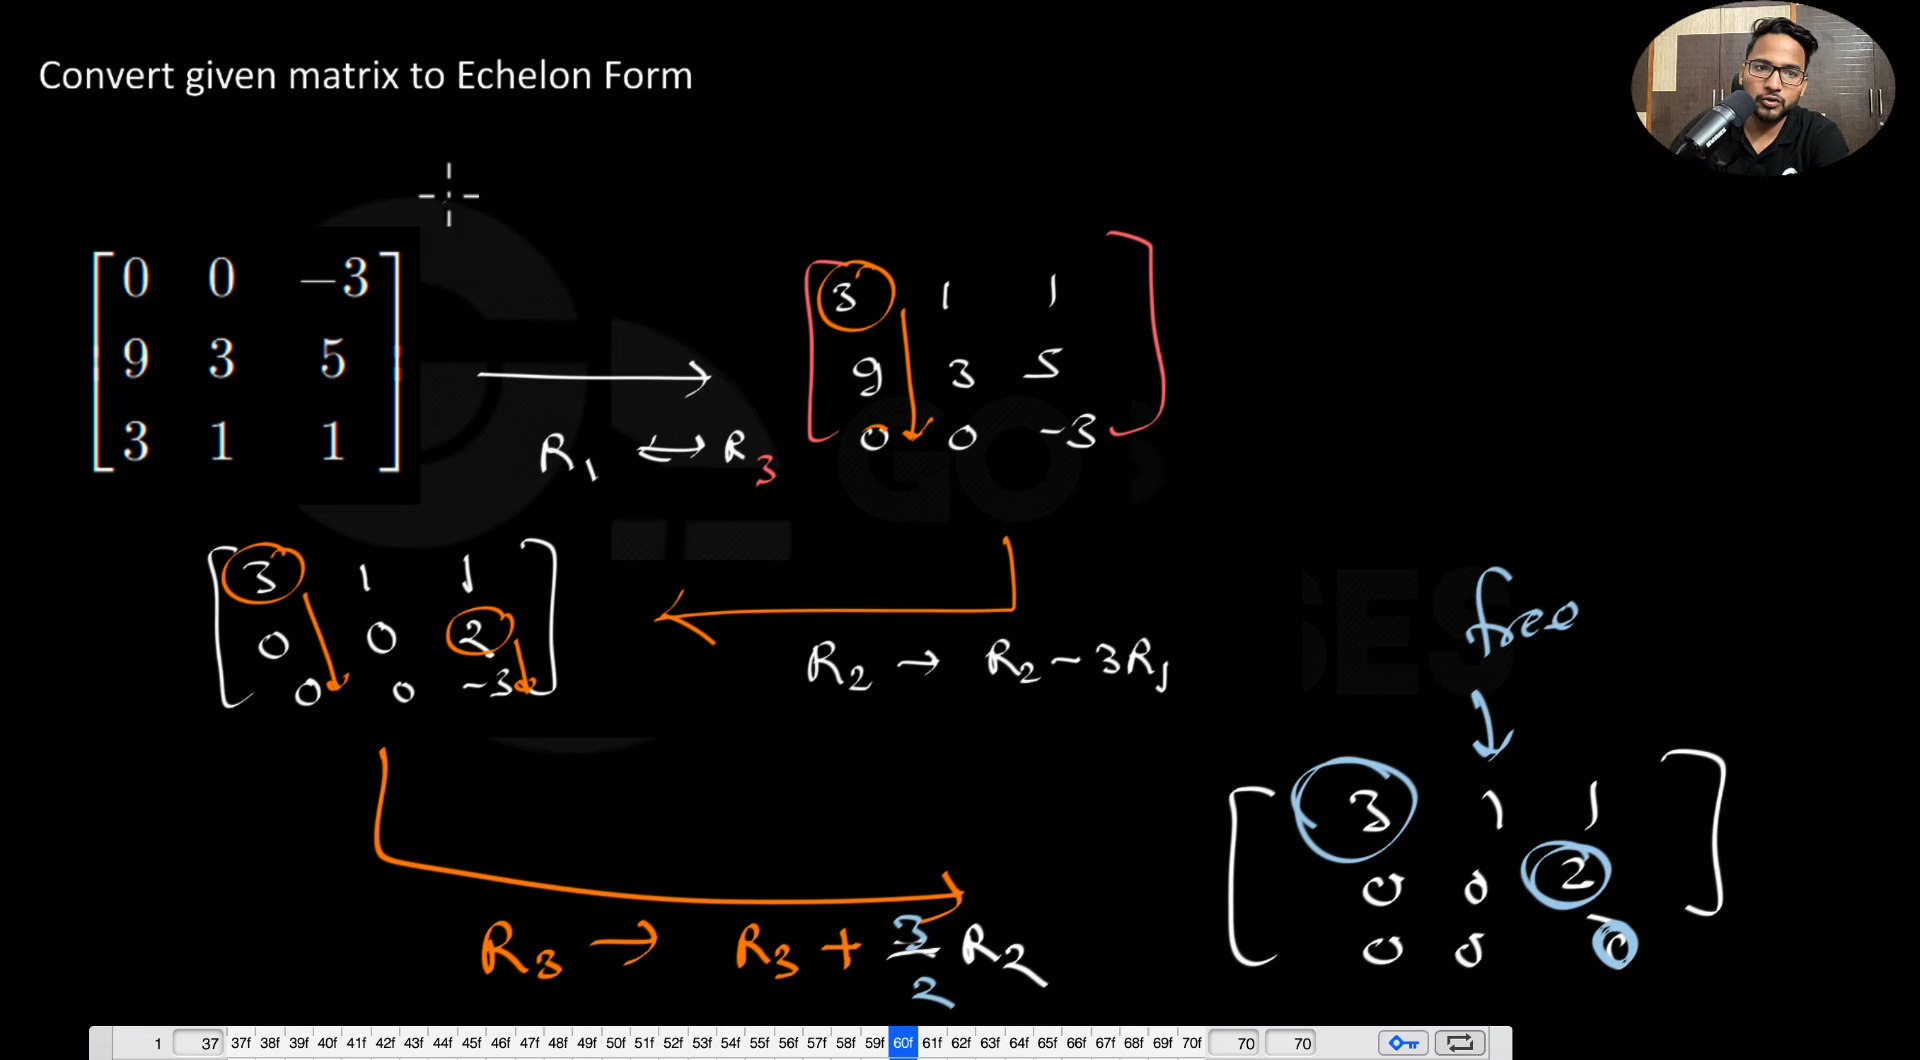 Convert given matrix to Echelon Form
0 0 −3
9 3 5
3 1 1
R1 ↔ R3
3 1 1
9 3 5
0 0 -3
R2 → R2 - 3R1
3 1 1
0 0 2
0 0 -3
R3 → R3 + 3/2 R2
free
3 1 1
0 0 2
0 0 0
GO
SES
1 37 37f 38f 39f 40f 41f 42f 43f 44f 45f 46f 47f 48f 49f 50f 51f 52f 53f 54f 55f 56f 57f 58f 59f 60f 61f 62f 63f 64f 65f 66f 67f 68f 69f 70f 70 70